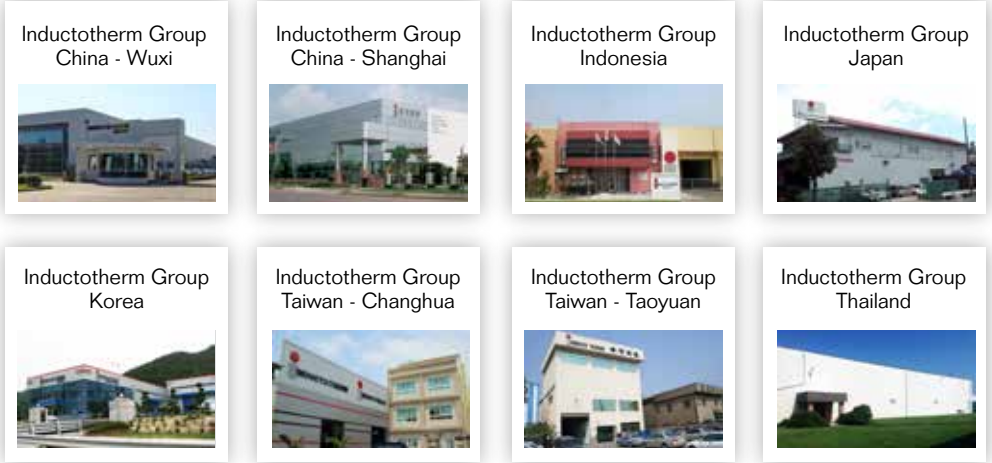 Inductotherm Group
China - Wuxi
Inductotherm Group
China - Shanghai
Inductotherm Group
Indonesia
Inductotherm Group
Japan
Inductotherm Group
Korea
Inductotherm Group
Taiwan - Changhua
Inductotherm Group
Taiwan - Taoyuan
Inductotherm Group
Thailand